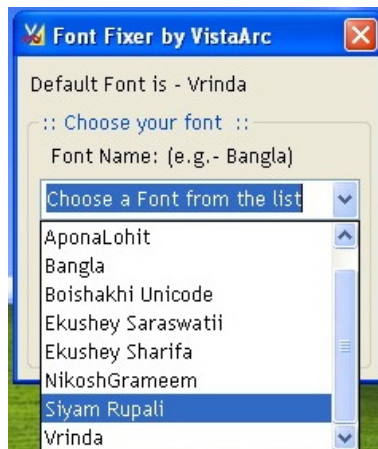 Font Fixer by VistaArc
Default Font is - Vrinda
:: Choose your font ::
Font Name: (e.g.- Bangla)
Choose a Font from the list
AponaLohit
Bangla
Boishakhi Unicode
Ekushey Saraswatii
Ekushey Sharifa
NikoshGrameem
Siyam Rupali
Vrinda